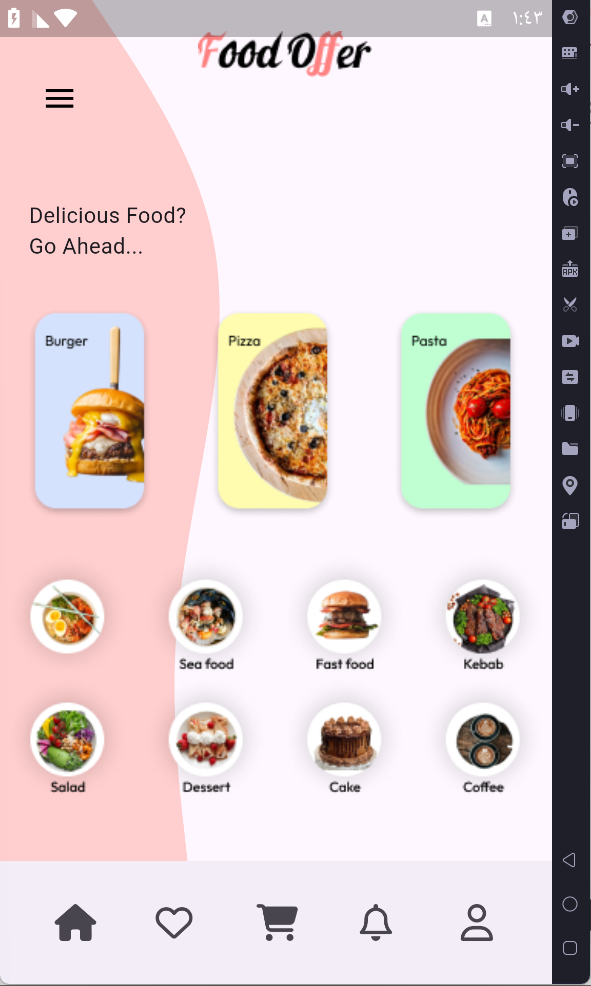 A ١:٤٣
Food Offer
Delicious Food?
Go Ahead...
Burger Pizza Pasta
Sea food Fast food Kebab
Salad Dessert Cake Coffee
APK